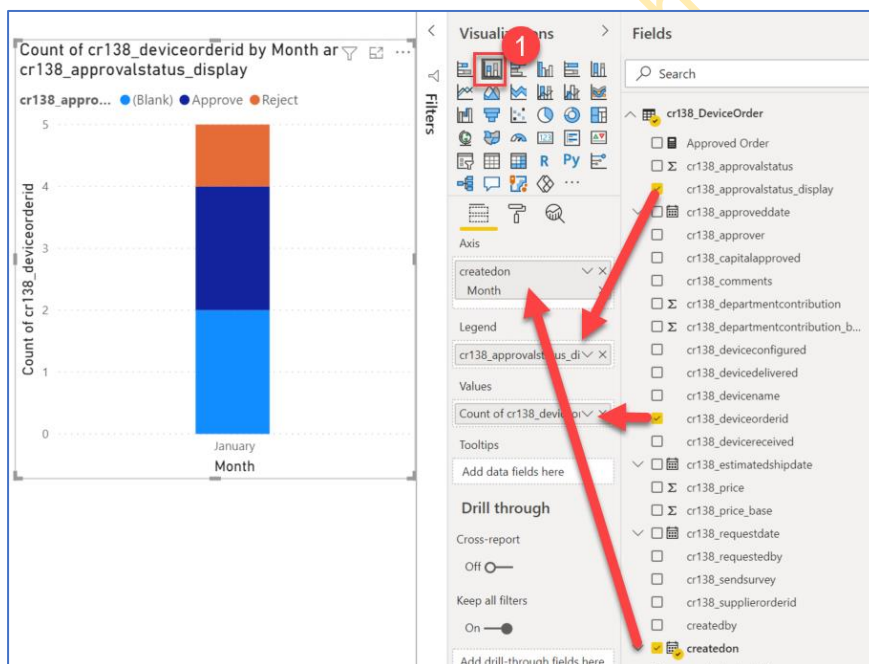 Count of cr138_deviceorderid by Month ar
cr138_approvalstatus_display
cr138_appro... (Blank) Approve Reject
5
4
3
2
1
0
Count of cr138_deviceorderid
January
Month
Filters
Visualizations
1
R Py
Axis
createdon
Month
Legend
cr138_approvalstatus_di
Values
Count of
Tooltips
Add data fields here
Drill through
Cross-report
Off
Keep all filters
On
Add drill-through fields here
Fields
Search
cr138_DeviceOrder
Approved Order
cr138_approvalstatus
cr138_approvalstatus_display
cr138_approveddate
cr138_approver
cr138_capitalapproved
cr138_comments
cr138_departmentcontribution
cr138_departmentcontribution_b...
cr138_deviceconfigured
cr138_devicedelivered
cr138_devicename
cr138_deviceorderid
cr138_devicereceived
cr138_estimatedshipdate
cr138_price
cr138_price_base
cr138_requestdate
cr138_requestedby
cr138_sendsurvey
cr138_supplierorderid
createdby
createdon